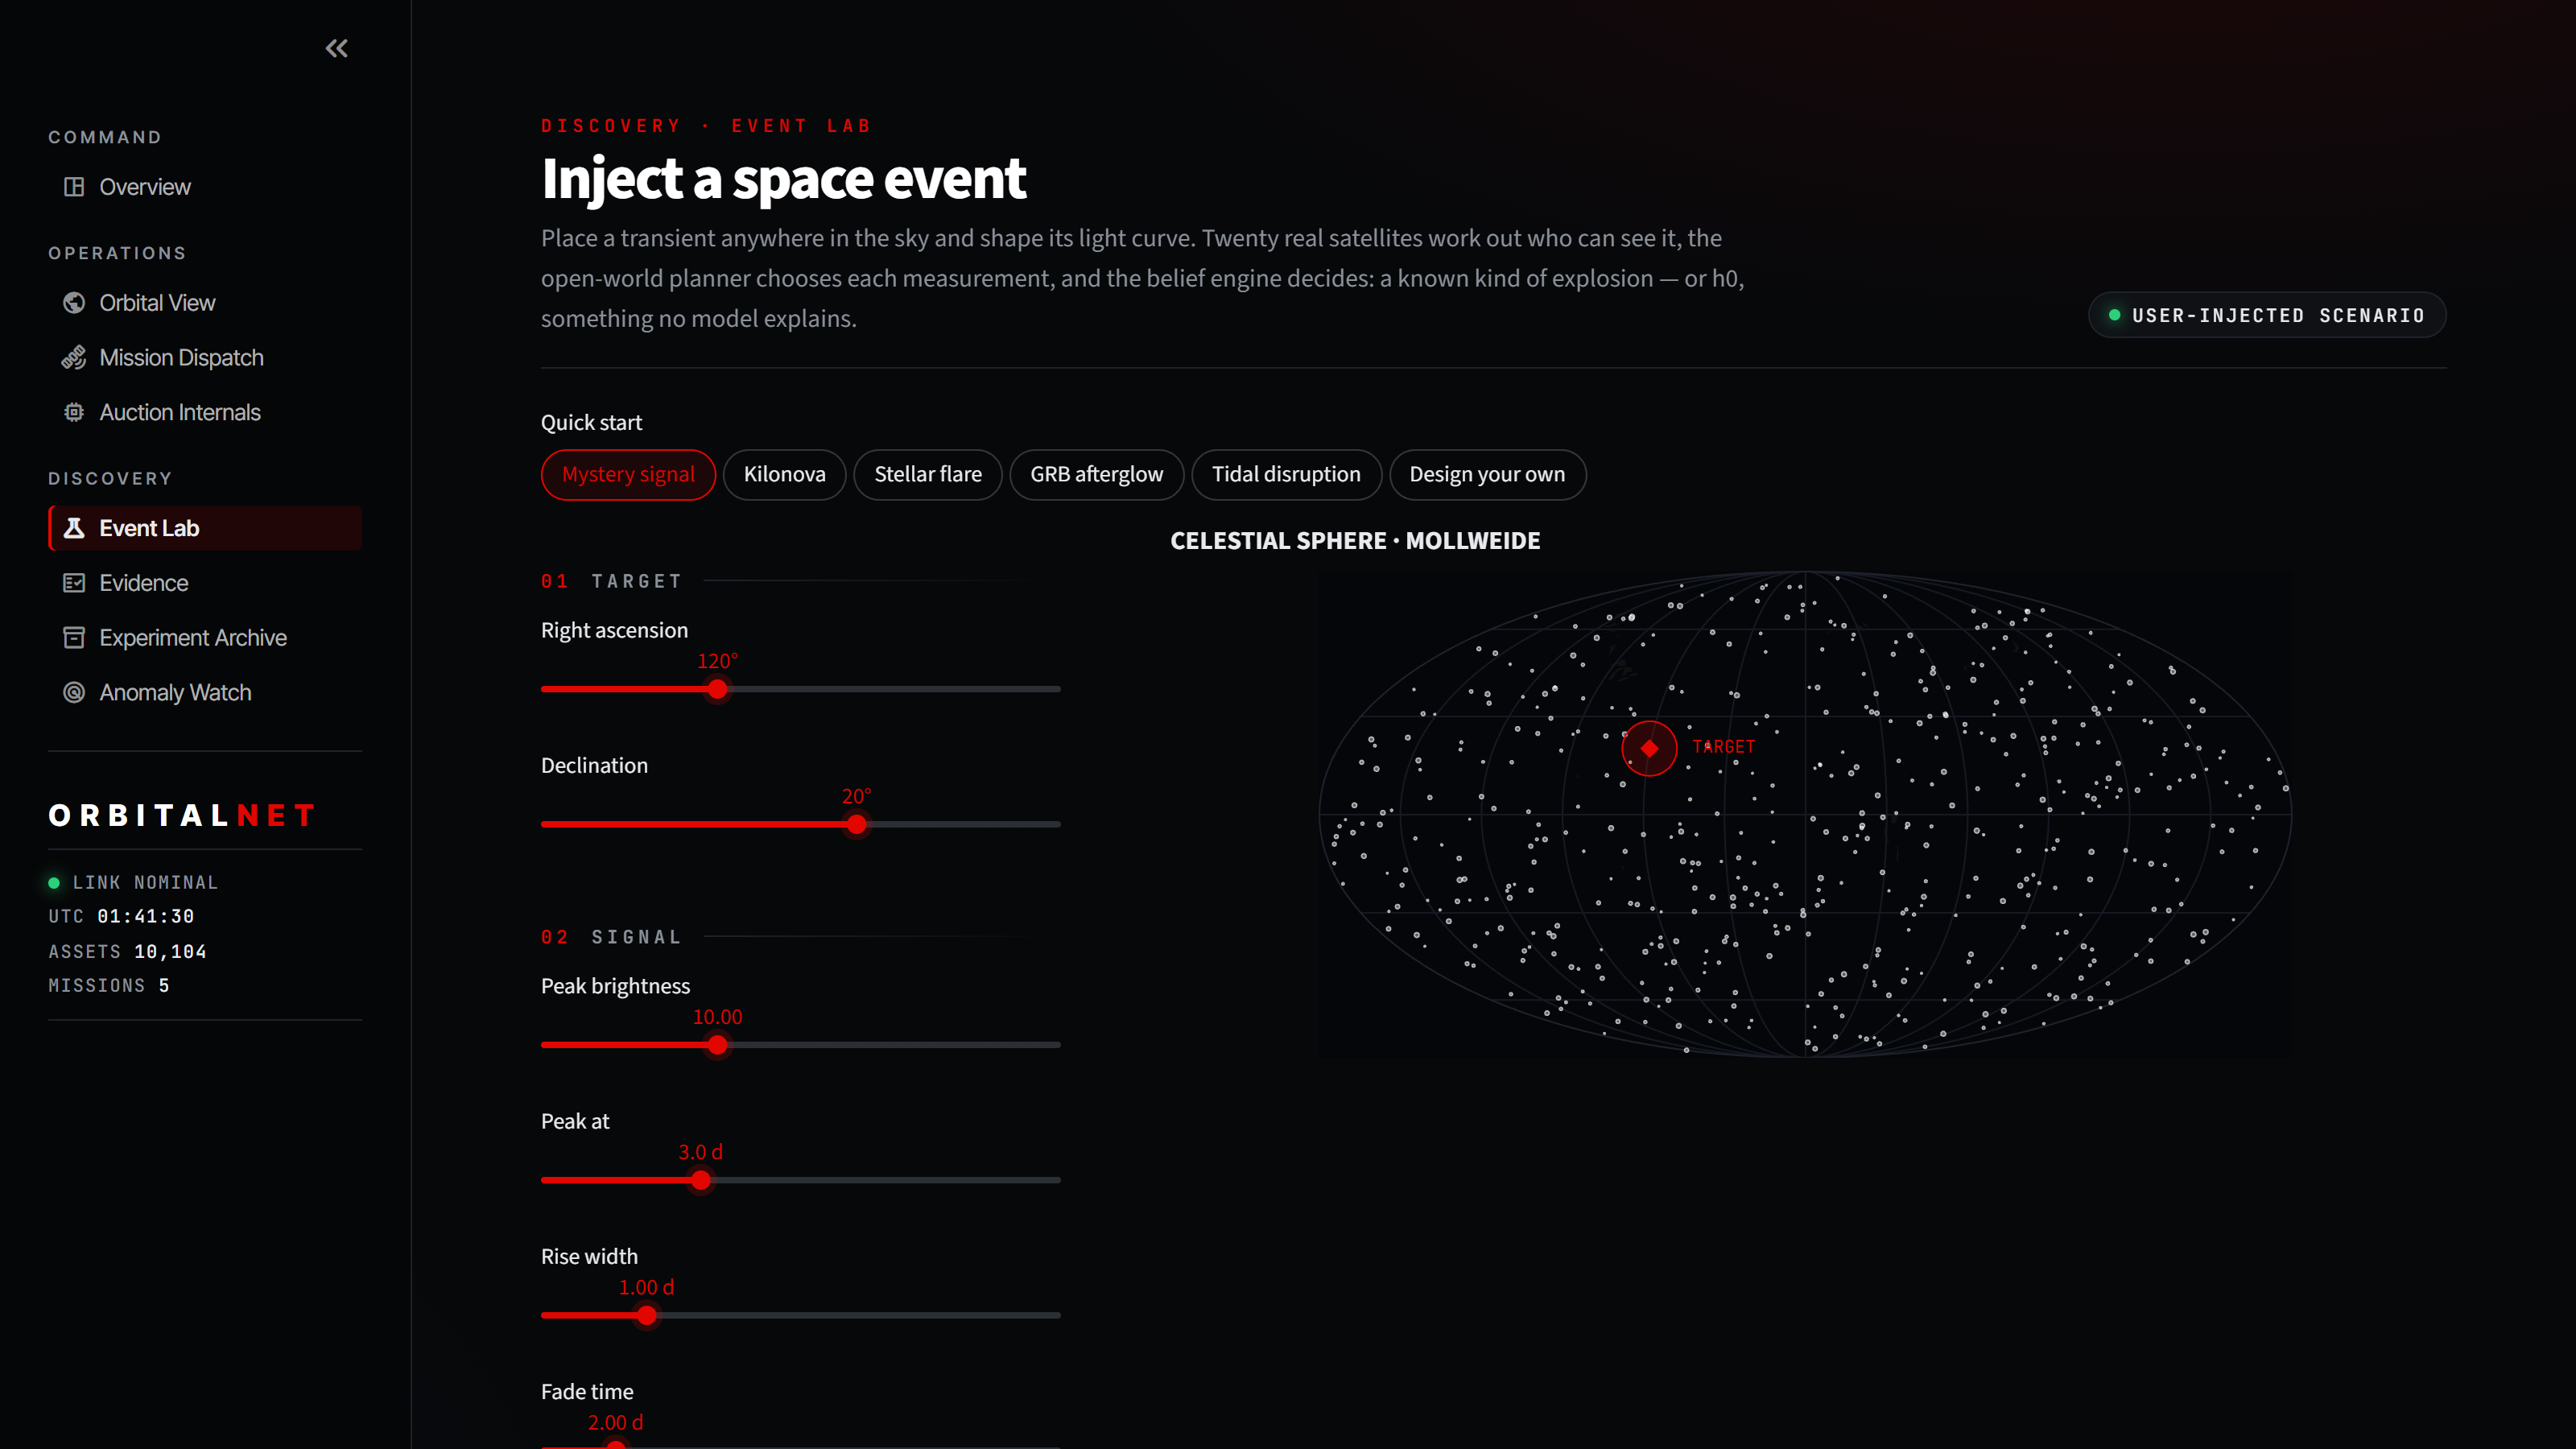 COMMAND
Overview
OPERATIONS
Orbital View
Mission Dispatch
Auction Internals
DISCOVERY
Event Lab
Evidence
Experiment Archive
Anomaly Watch
ORBITALNET
LINK NOMINAL
UTC 01:41:30
ASSETS 10,104
MISSIONS 5
DISCOVERY · EVENT LAB
Inject a space event
Place a transient anywhere in the sky and shape its light curve. Twenty real satellites work out who can see it, the
open-world planner chooses each measurement, and the belief engine decides: a known kind of explosion — or h0,
something no model explains.
USER-INJECTED SCENARIO
Quick start
Mystery signal Kilonova Stellar flare GRB afterglow Tidal disruption Design your own
01 TARGET
Right ascension
120°
Declination
20°
02 SIGNAL
Peak brightness
10.00
Peak at
3.0 d
Rise width
1.00 d
Fade time
2.00 d
CELESTIAL SPHERE · MOLLWEIDE
TARGET